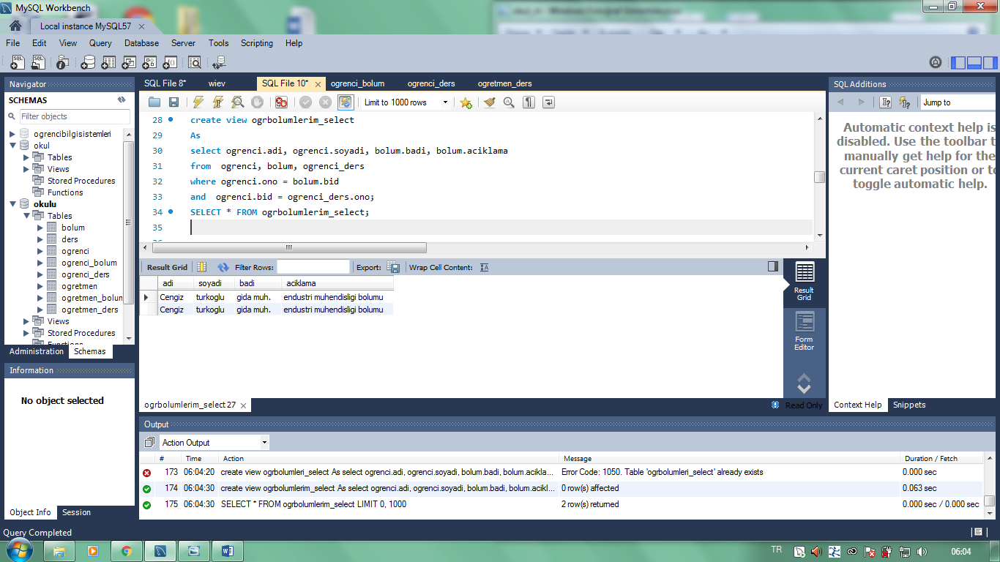 MySQL Workbench
Local instance MySQL57
File Edit View Query Database Server Tools Scripting Help
Navigator
SCHEMAS
Filter objects
ogrencibilgisistemleri
okul
Tables
Views
Stored Procedures
Functions
okulu
Tables
bolum
ders
ogrenci
ogrenci_bolum
ogrenci_ders
ogretmen
ogretmen_bolun
ogretmen_ders
Views
Stored Procedures
Functions
Administration Schemas
Information
No object selected
Object Info Session
SQL File 8* wiev SQL File 10* ogrenci_bolum ogrenci_ders ogretmen_ders
Limit to 1000 rows
28 create view ogrbolumlerim_select
29 As
30 select ogrenci.adi, ogrenci.soyadi, bolum.badi, bolum.aciklama
31 from ogrenci, bolum, ogrenci_ders
32 where ogrenci.ono = bolum.bid
33 and ogrenci.bid = ogrenci_ders.ono;
34 SELECT * FROM ogrbolumlerim_select;
35
Result Grid Filter Rows: Export: Wrap Cell Content:
adi soyadi badi aciklama
Cengiz turkoglu gida muh. endustri muhendisligi bolumu
Cengiz turkoglu gida muh. endustri muhendisligi bolumu
Result Grid
Form Editor
ogrbolumlerim_select 27
Read Only
SQL Additions
Jump to
Automatic context help is
disabled. Use the toolbar t
manually get help for the
current caret position or to
toggle automatic help.
Context Help Snippets
Output
Action Output
# Time Action Message Duration / Fetch
173 06:04:20 create view ogrbolumleri_select As select ogrenci.adi, ogrenci.soyadi, bolum.badi, bolum.acikla... Error Code: 1050. Table 'ogrbolumleri_select' already exists 0.000 sec
174 06:04:30 create view ogrbolumlerim_select As select ogrenci.adi, ogrenci.soyadi, bolum.badi, bolum.acikl... 0 row(s) affected 0.063 sec
175 06:04:30 SELECT * FROM ogrbolumlerim_select LIMIT 0, 1000 2 row(s) returned 0.000 sec / 0.000 sec
Query Completed
TR 06:04